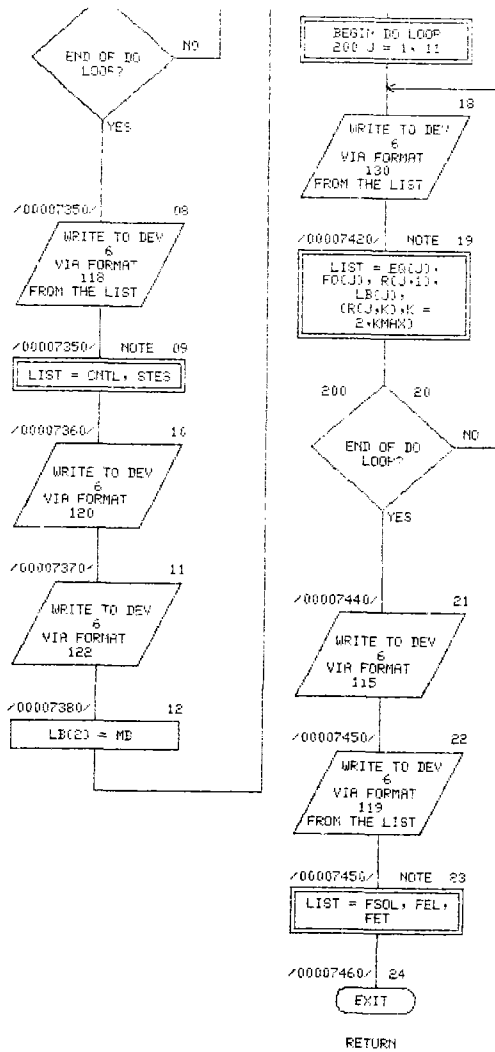 NO
END OF DO
LOOP?
YES
/00007350/ 08
WRITE TO DEV
6
VIA FORMAT
118
FROM THE LIST
/00007350/ NOTE 09
LIST = CNTL, STES
/00007360/ 10
WRITE TO DEV
6
VIA FORMAT
120
/00007370/ 11
WRITE TO DEV
6
VIA FORMAT
122
/00007380/ 12
LB(2) = MB
BEGIN DO LOOP
200 J = 1, 11
18
WRITE TO DEV
6
VIA FORMAT
130
FROM THE LIST
/00007420/ NOTE 19
LIST = EQ(J),
FO(J), R(J,1),
LB(J),
(R(J,K),K =
2,KMAX)
200 20
NO
END OF DO
LOOP?
YES
/00007440/ 21
WRITE TO DEV
6
VIA FORMAT
115
/00007450/ 22
WRITE TO DEV
6
VIA FORMAT
119
FROM THE LIST
/00007450/ NOTE 23
LIST = FSOL, FEL,
FET
/00007460/ 24
EXIT
RETURN